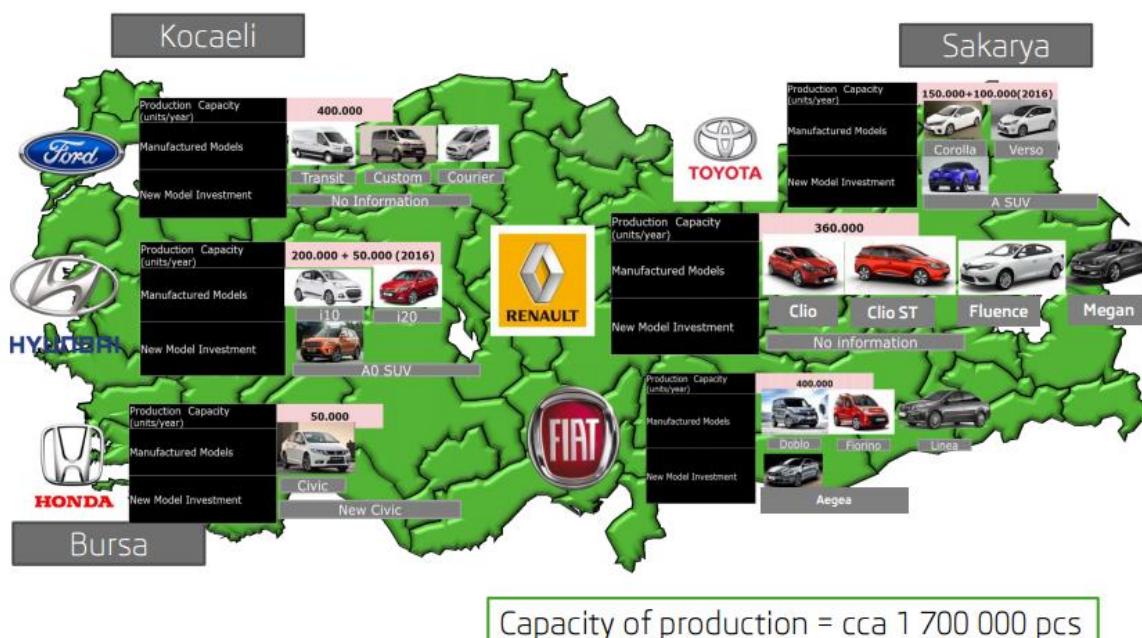 Kocaeli
Sakarya
Ford
Production Capacity
(units/year)
400.000
Manufactured Models
Transit
Custom
Courier
New Model Investment
No Information
TOYOTA
Production Capacity
(units/year)
150.000+100.000(2016)
Manufactured Models
Corolla
Verso
New Model Investment
A SUV
HYUNDAI
Production Capacity
(units/year)
200.000 + 50.000 (2016)
Manufactured Models
i10
i20
New Model Investment
A0 SUV
RENAULT
Production Capacity
(units/year)
360.000
Manufactured Models
Clio
Clio ST
Fluence
Megan
New Model Investment
No information
HONDA
Production Capacity
(units/year)
50.000
Manufactured Models
Civic
New Model Investment
New Civic
FIAT
Production Capacity
(units/year)
400.000
Manufactured Models
Doblo
Fiorino
Linea
New Model Investment
Aegea
Bursa
Capacity of production = cca 1 700 000 pcs